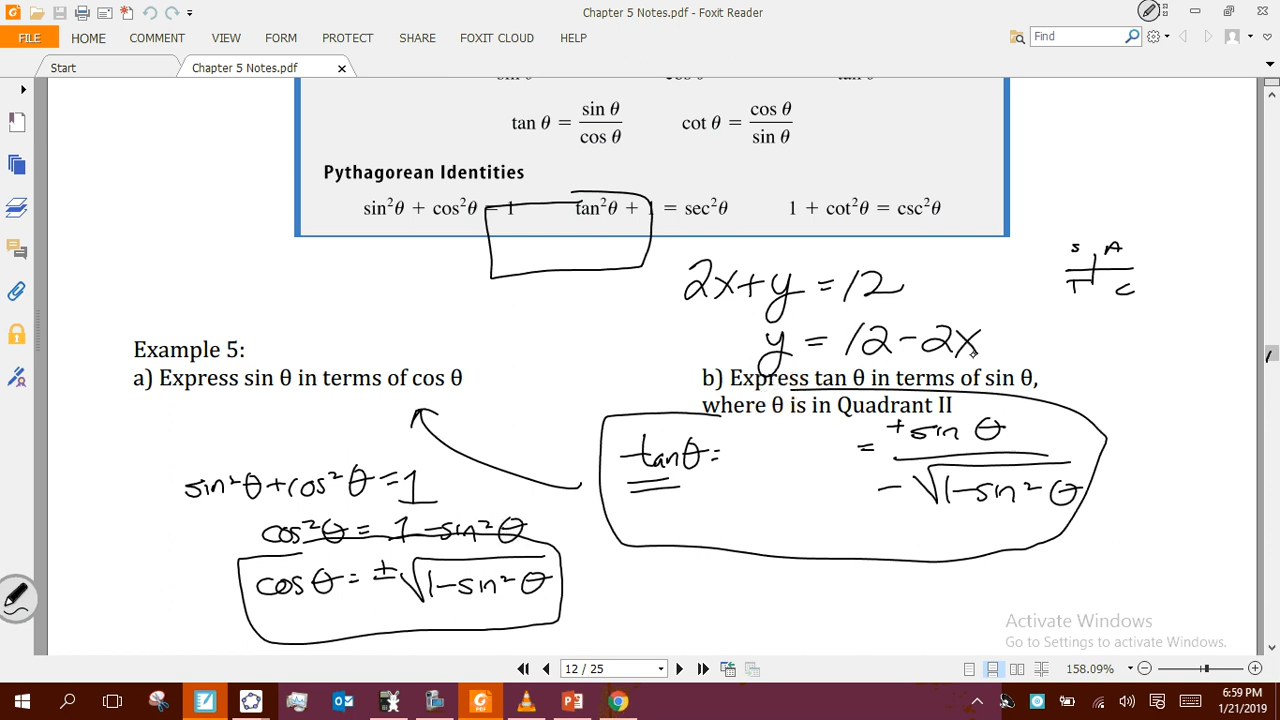 Chapter 5 Notes.pdf - Foxit Reader
FILE HOME COMMENT VIEW FORM PROTECT SHARE FOXIT CLOUD HELP
Find
Start
Chapter 5 Notes.pdf
tan θ = sin θ / cos θ
cot θ = cos θ / sin θ
Pythagorean Identities
sin²θ + cos²θ = 1
tan²θ + 1 = sec²θ
1 + cot²θ = csc²θ
S A
T C
2x+y=12
y = 12-2x
Example 5:
a) Express sin θ in terms of cos θ
b) Express tan θ in terms of sin θ,
where θ is in Quadrant II
tanθ = = +sin θ / -√(1-sin²θ)
sin²θ+cos²θ=1
cos²θ = 1-sin²θ
cosθ = ±√(1-sin²θ)
Activate Windows
Go to Settings to activate Windows.
12 / 25
158.09%
6:59 PM
1/21/2019